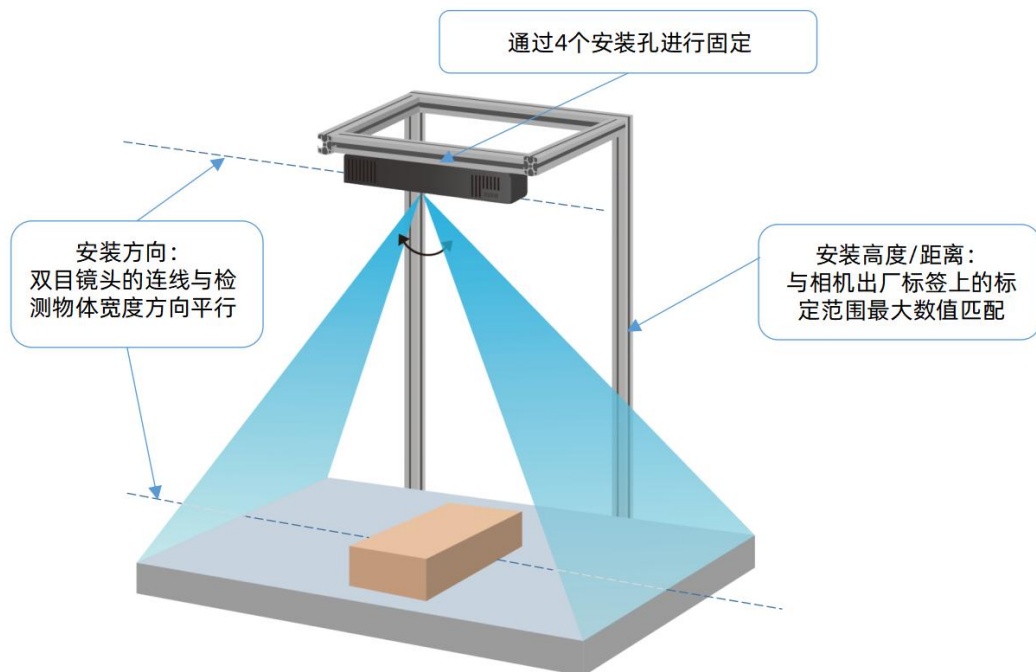 通过4个安装孔进行固定
安装方向：
双目镜头的连线与检
测物体宽度方向平行
安装高度/距离：
与相机出厂标签上的标
定范围最大数值匹配